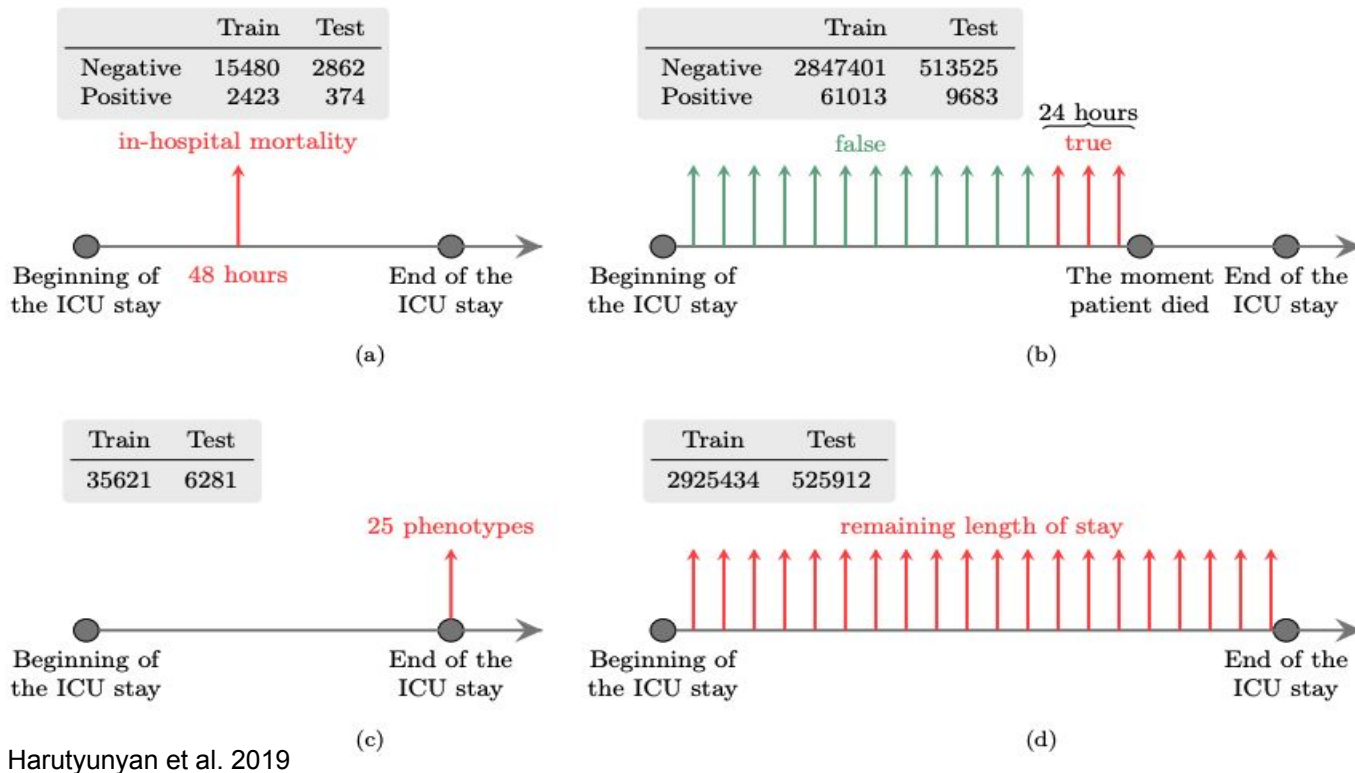 Train Test
Negative 15480 2862
Positive 2423 374
in-hospital mortality
48 hours
Beginning of
the ICU stay
End of the
ICU stay
(a)
Train Test
Negative 2847401 513525
Positive 61013 9683
24 hours
false
true
Beginning of
the ICU stay
The moment
patient died
End of the
ICU stay
(b)
Train Test
35621 6281
25 phenotypes
Beginning of
the ICU stay
End of the
ICU stay
(c)
Train Test
2925434 525912
remaining length of stay
Beginning of
the ICU stay
End of the
ICU stay
(d)
Harutyunyan et al. 2019